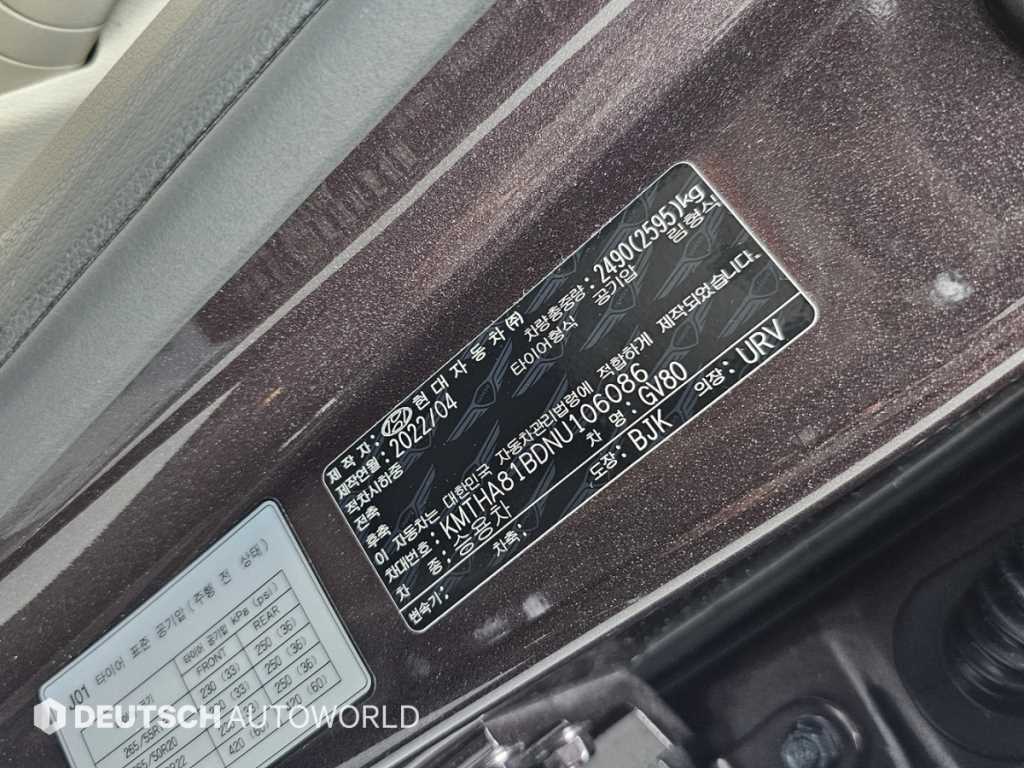 제작자: 현대자동차㈜
제작연월: 2022/04 차량총중량: 2490(2595)kg
적차시하중 타이어형식 공기압 림형식
전축
후축
이 자동차는 대한민국 자동차관리법령에 적합하게 제작되었습니다.
차대번호: KMTHA81BDNU106086
차 종: 승용차 차 명: GV80
변속기: 차축: 도장: BJK 의장: URV
J01 타이어 표준 공기압 (주행 전 상태)
타이어 공기압 kPa (psi)
FRONT REAR
230 (33) 250 (36)
250 (36)
250 (36)
420 (60)
DEUTSCH AUTOWORLD